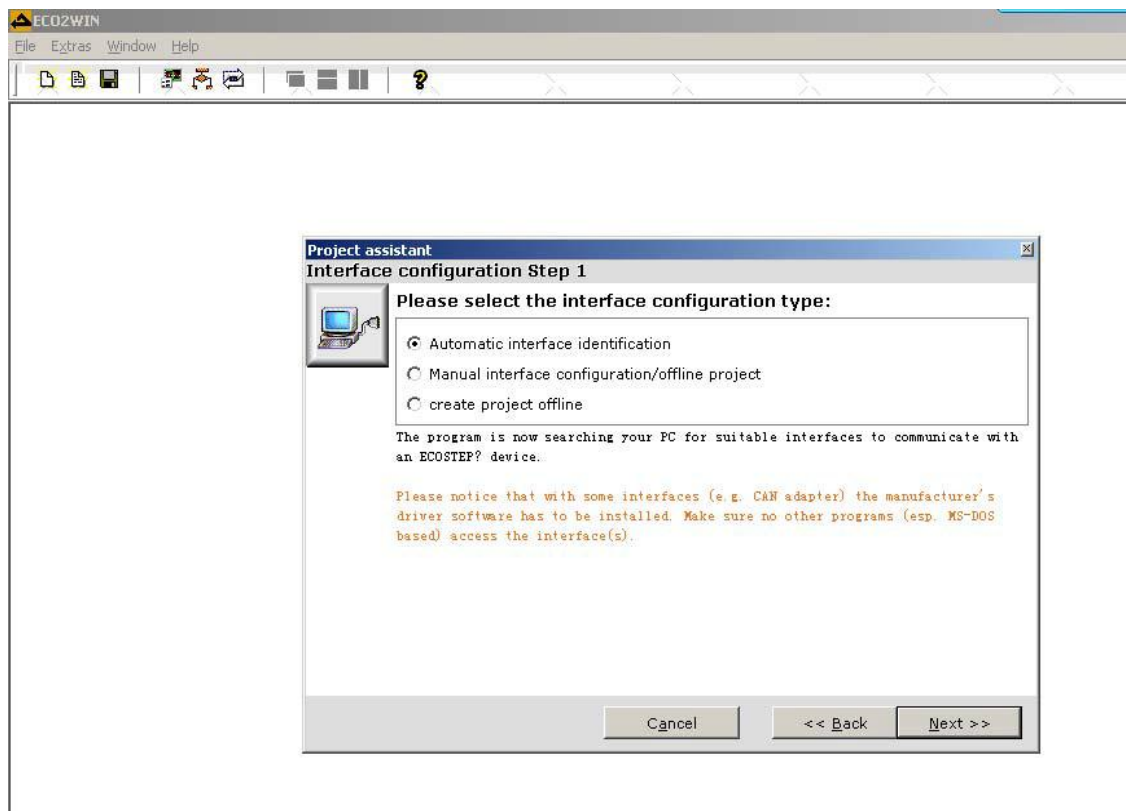 ECO2WIN
File Extras Window Help
Project assistant
Interface configuration Step 1
Please select the interface configuration type:
Automatic interface identification
Manual interface configuration/offline project
create project offline
The program is now searching your PC for suitable interfaces to communicate with
an ECOSTEP? device.
Please notice that with some interfaces (e.g. CAN adapter) the manufacturer's
driver software has to be installed. Make sure no other programs (esp. MS-DOS
based) access the interface(s).
Cancel << Back Next >>